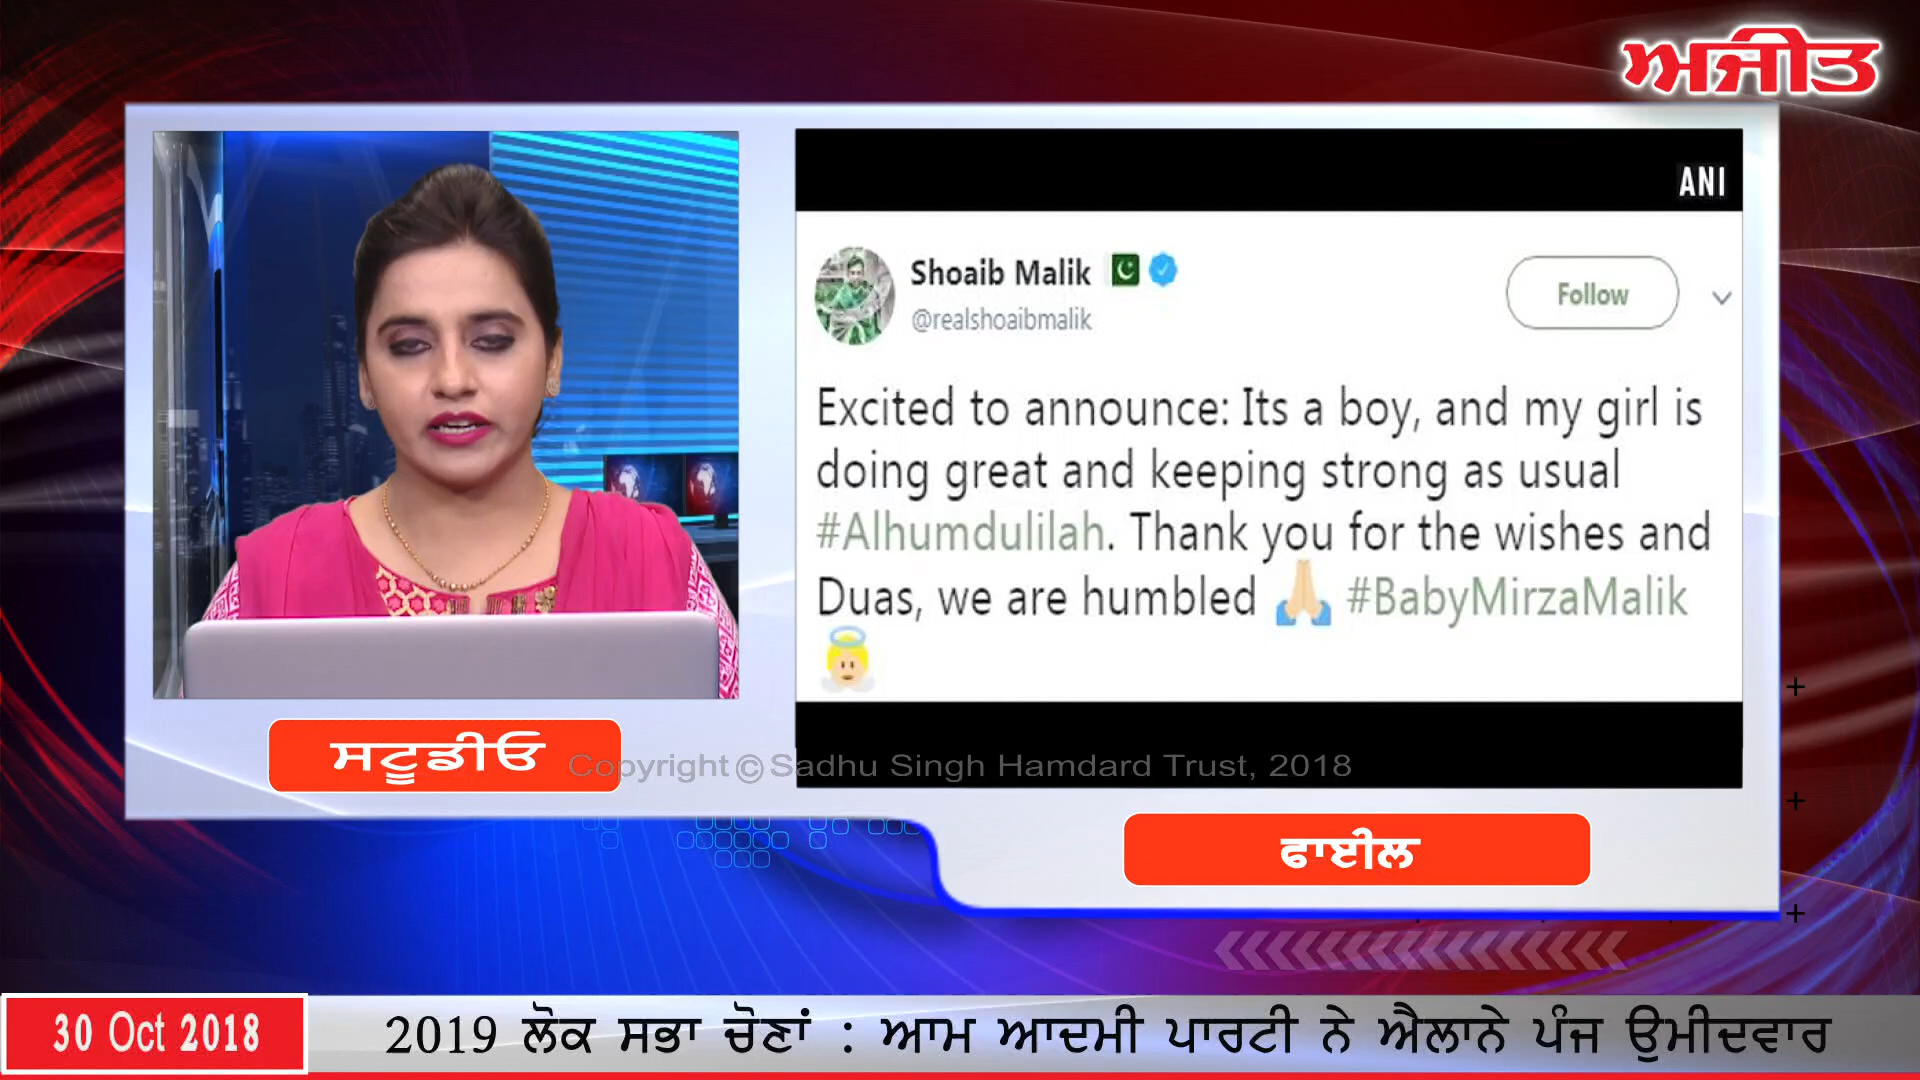 ਅਜੀਤ
ANI
Shoaib Malik
@realshoaibmalik
Follow
Excited to announce: Its a boy, and my girl is
doing great and keeping strong as usual
#Alhumdulilah. Thank you for the wishes and
Duas, we are humbled 🙏 #BabyMirzaMalik
ਸਟੂਡੀਓ
Copyright © Sadhu Singh Hamdard Trust, 2018
ਫਾਈਲ
30 Oct 2018
2019 ਲੋਕ ਸਭਾ ਚੋਣਾਂ : ਆਮ ਆਦਮੀ ਪਾਰਟੀ ਨੇ ਐਲਾਨੇ ਪੰਜ ਉਮੀਦਵਾਰ